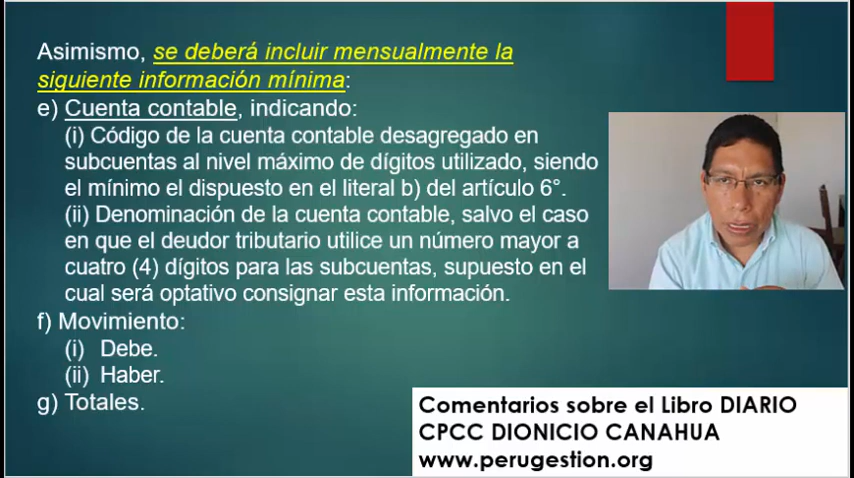 Asimismo, se deberá incluir mensualmente la
siguiente información mínima:
e) Cuenta contable, indicando:
(i) Código de la cuenta contable desagregado en
subcuentas al nivel máximo de dígitos utilizado, siendo
el mínimo el dispuesto en el literal b) del artículo 6°.
(ii) Denominación de la cuenta contable, salvo el caso
en que el deudor tributario utilice un número mayor a
cuatro (4) dígitos para las subcuentas, supuesto en el
cual será optativo consignar esta información.
f) Movimiento:
(i) Debe.
(ii) Haber.
g) Totales.
Comentarios sobre el Libro DIARIO
CPCC DIONICIO CANAHUA
www.perugestion.org